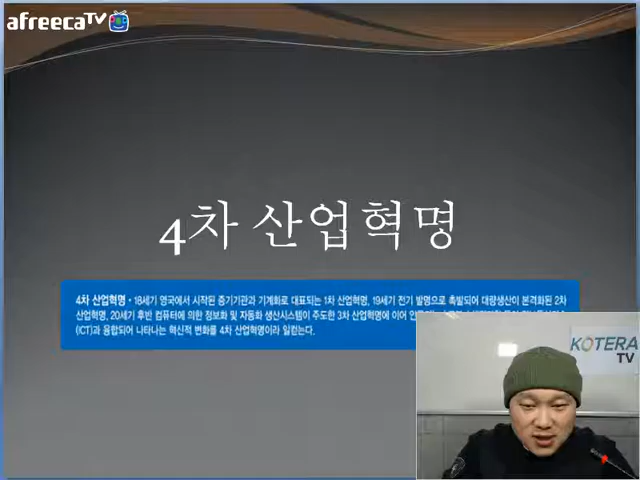 afreecaTV
4차 산업혁명
4차 산업혁명 · 18세기 영국에서 시작된 증기기관과 기계화로 대표되는 1차 산업혁명, 19세기 전기 발명으로 촉발되어 대량생산이 본격화된 2차
산업혁명, 20세기 후반 컴퓨터에 의한 정보화 및 자동화 생산시스템이 주도한 3차 산업혁명에 이어
(ICT)과 융합되어 나타나는 혁신적 변화를 4차 산업혁명이라 일컫는다.
KOTERA
TV